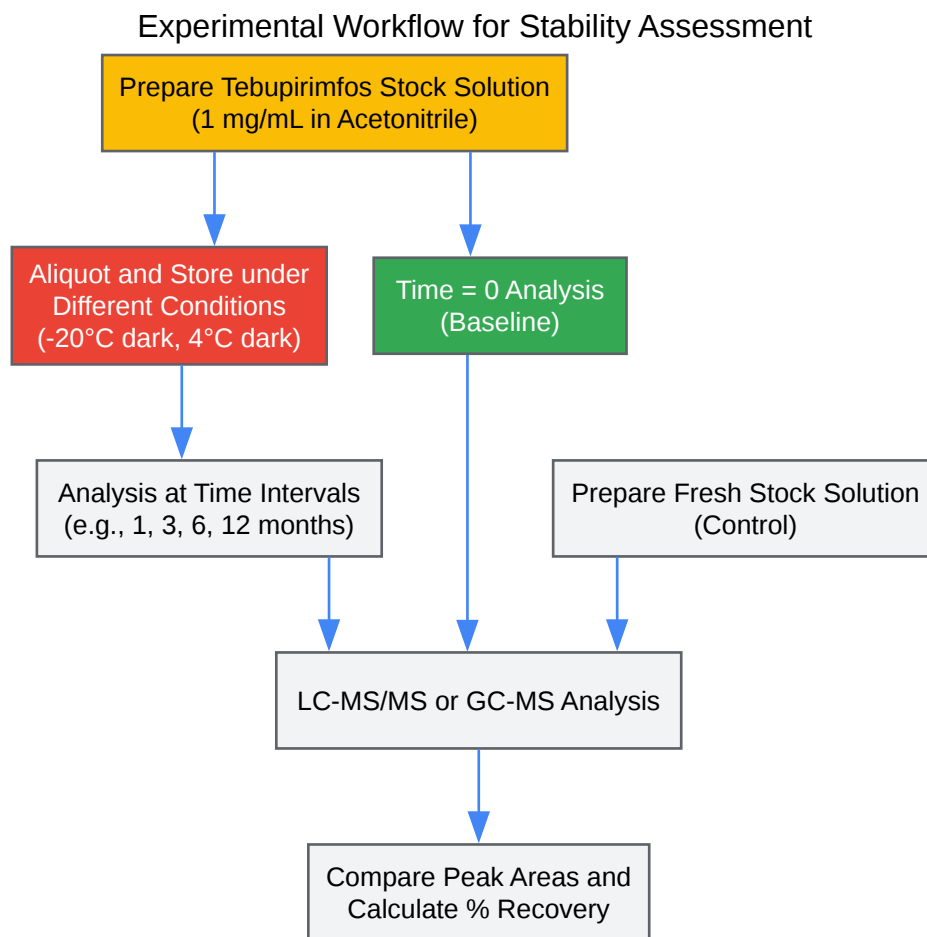 Experimental Workflow for Stability Assessment
Prepare Tebupirimfos Stock Solution
(1 mg/mL in Acetonitrile)
Aliquot and Store under
Different Conditions
(-20°C dark, 4°C dark)
Time = 0 Analysis
(Baseline)
Analysis at Time Intervals
(e.g., 1, 3, 6, 12 months)
Prepare Fresh Stock Solution
(Control)
LC-MS/MS or GC-MS Analysis
Compare Peak Areas and
Calculate % Recovery